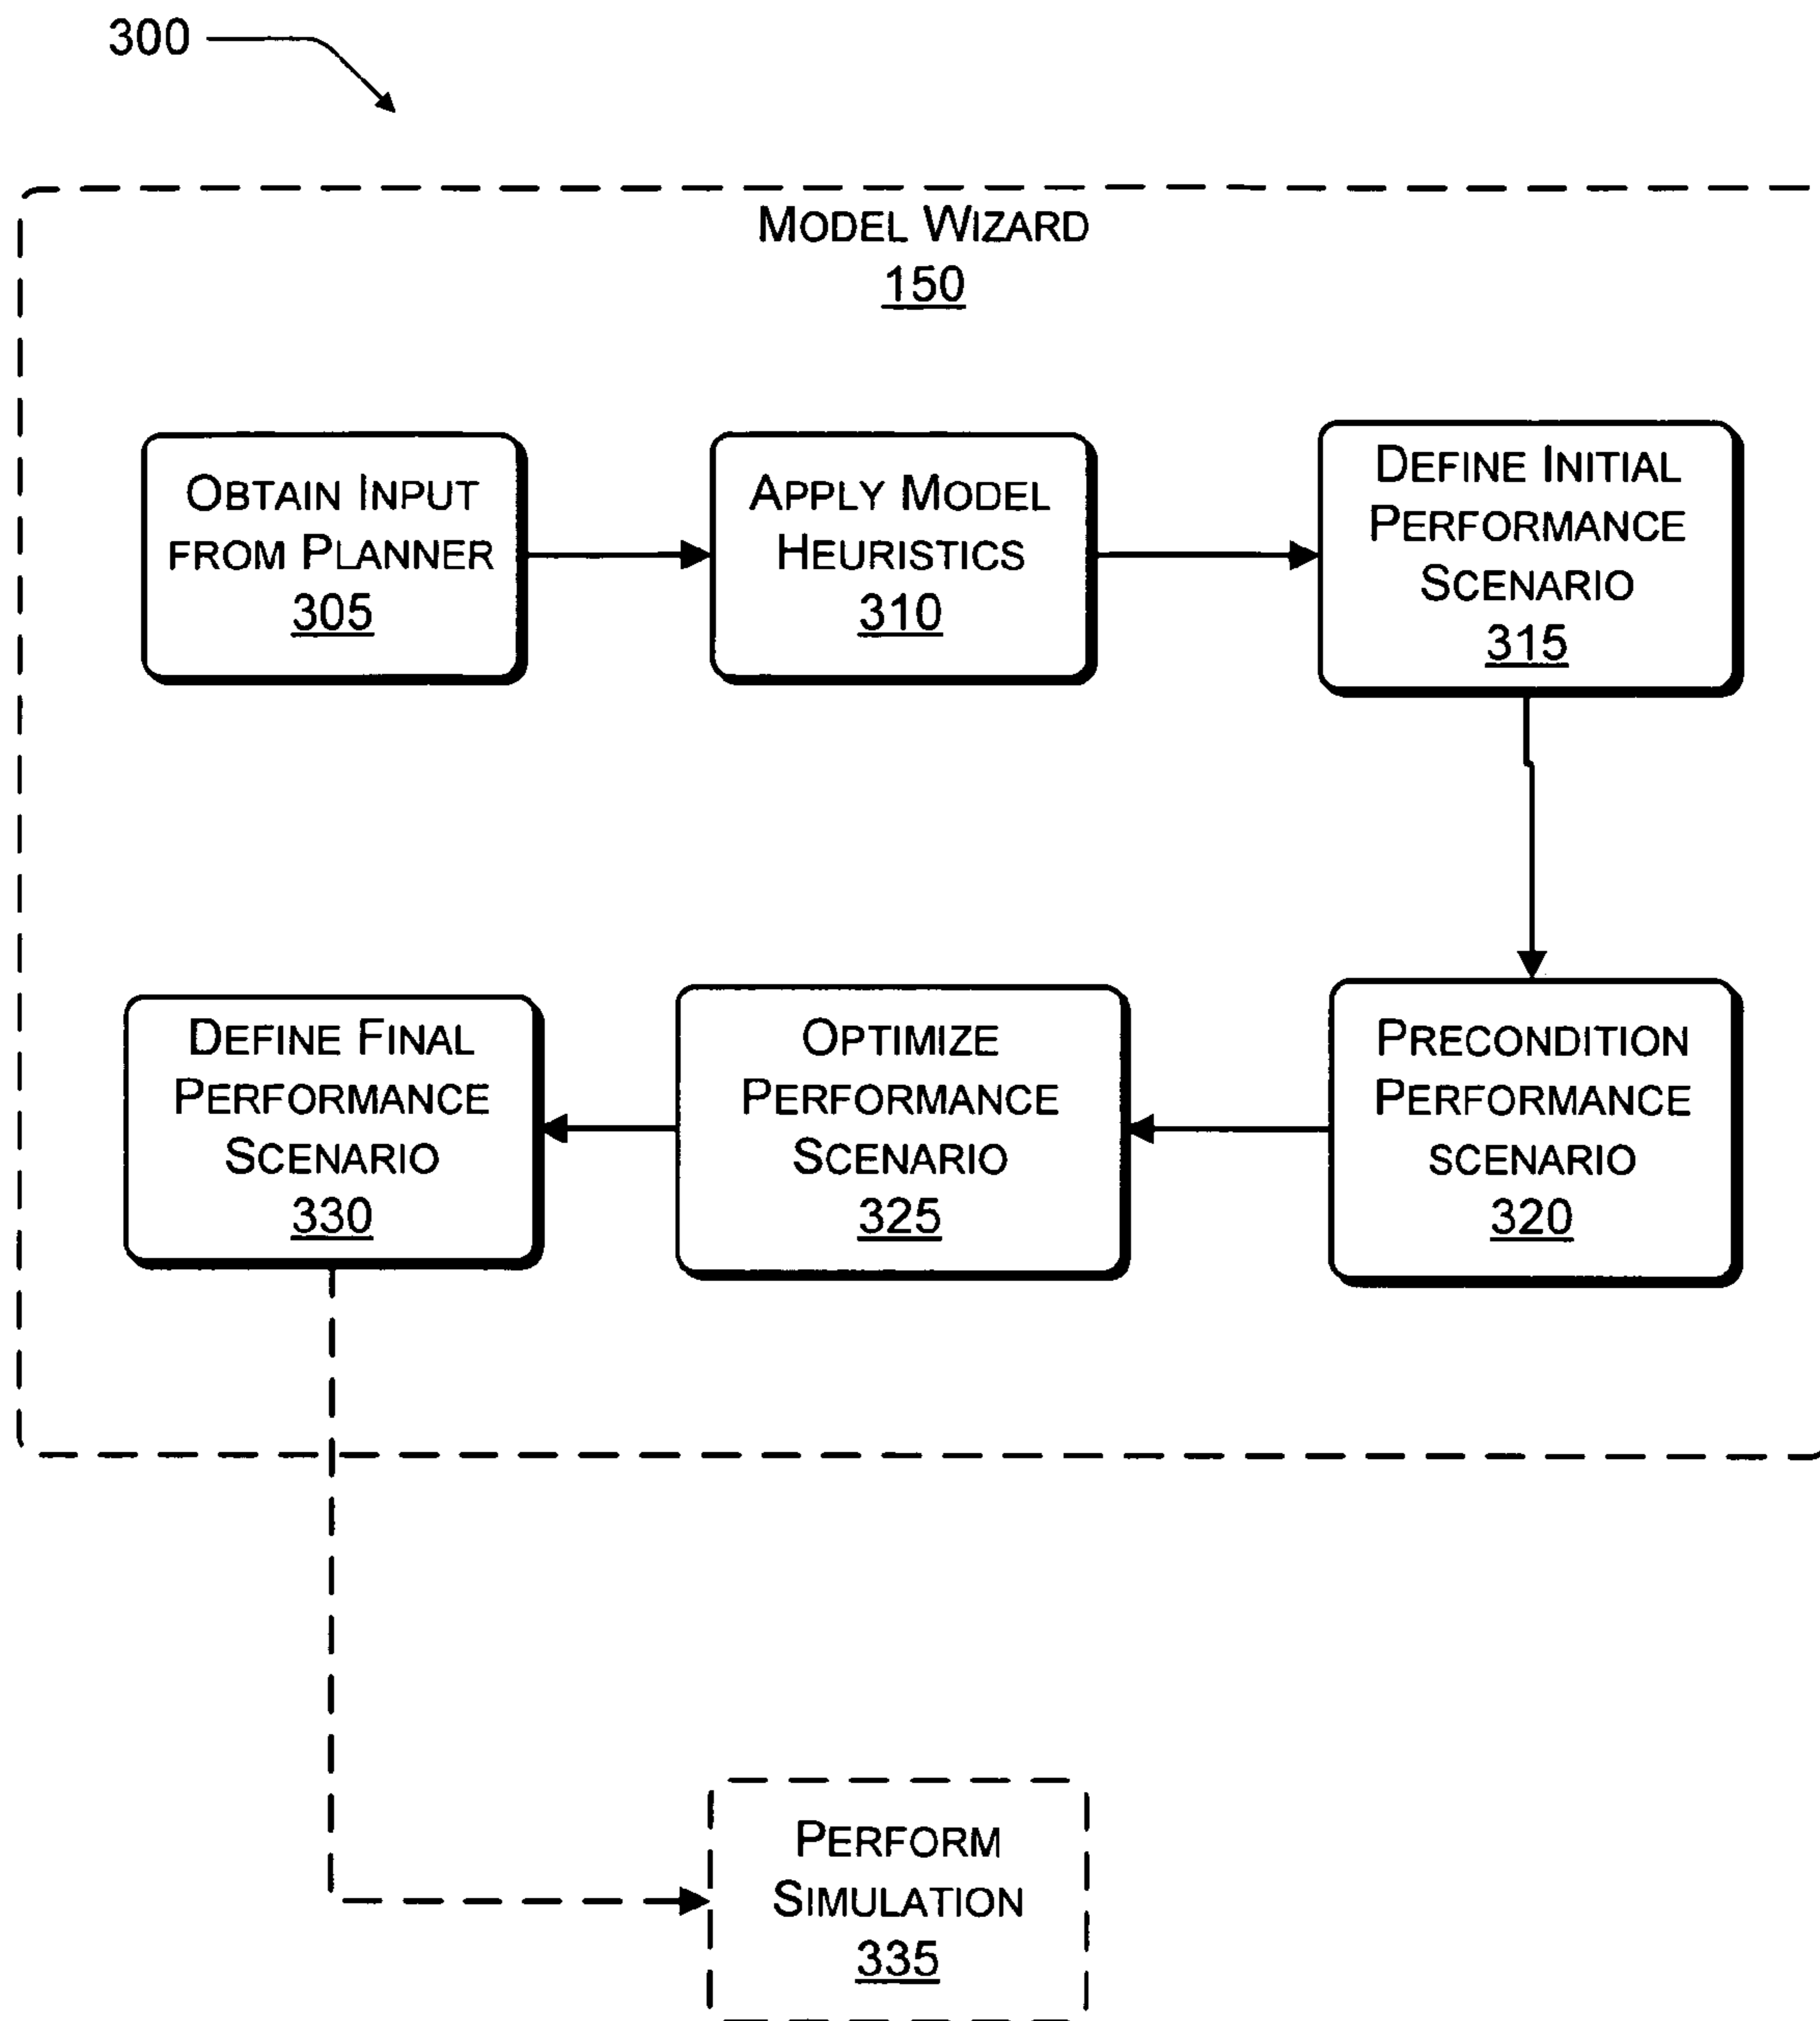 300
MODEL WIZARD
150
OBTAIN INPUT
FROM PLANNER
305
APPLY MODEL
HEURISTICS
310
DEFINE INITIAL
PERFORMANCE
SCENARIO
315
PRECONDITION
PERFORMANCE
SCENARIO
320
OPTIMIZE
PERFORMANCE
SCENARIO
325
DEFINE FINAL
PERFORMANCE
SCENARIO
330
PERFORM
SIMULATION
335